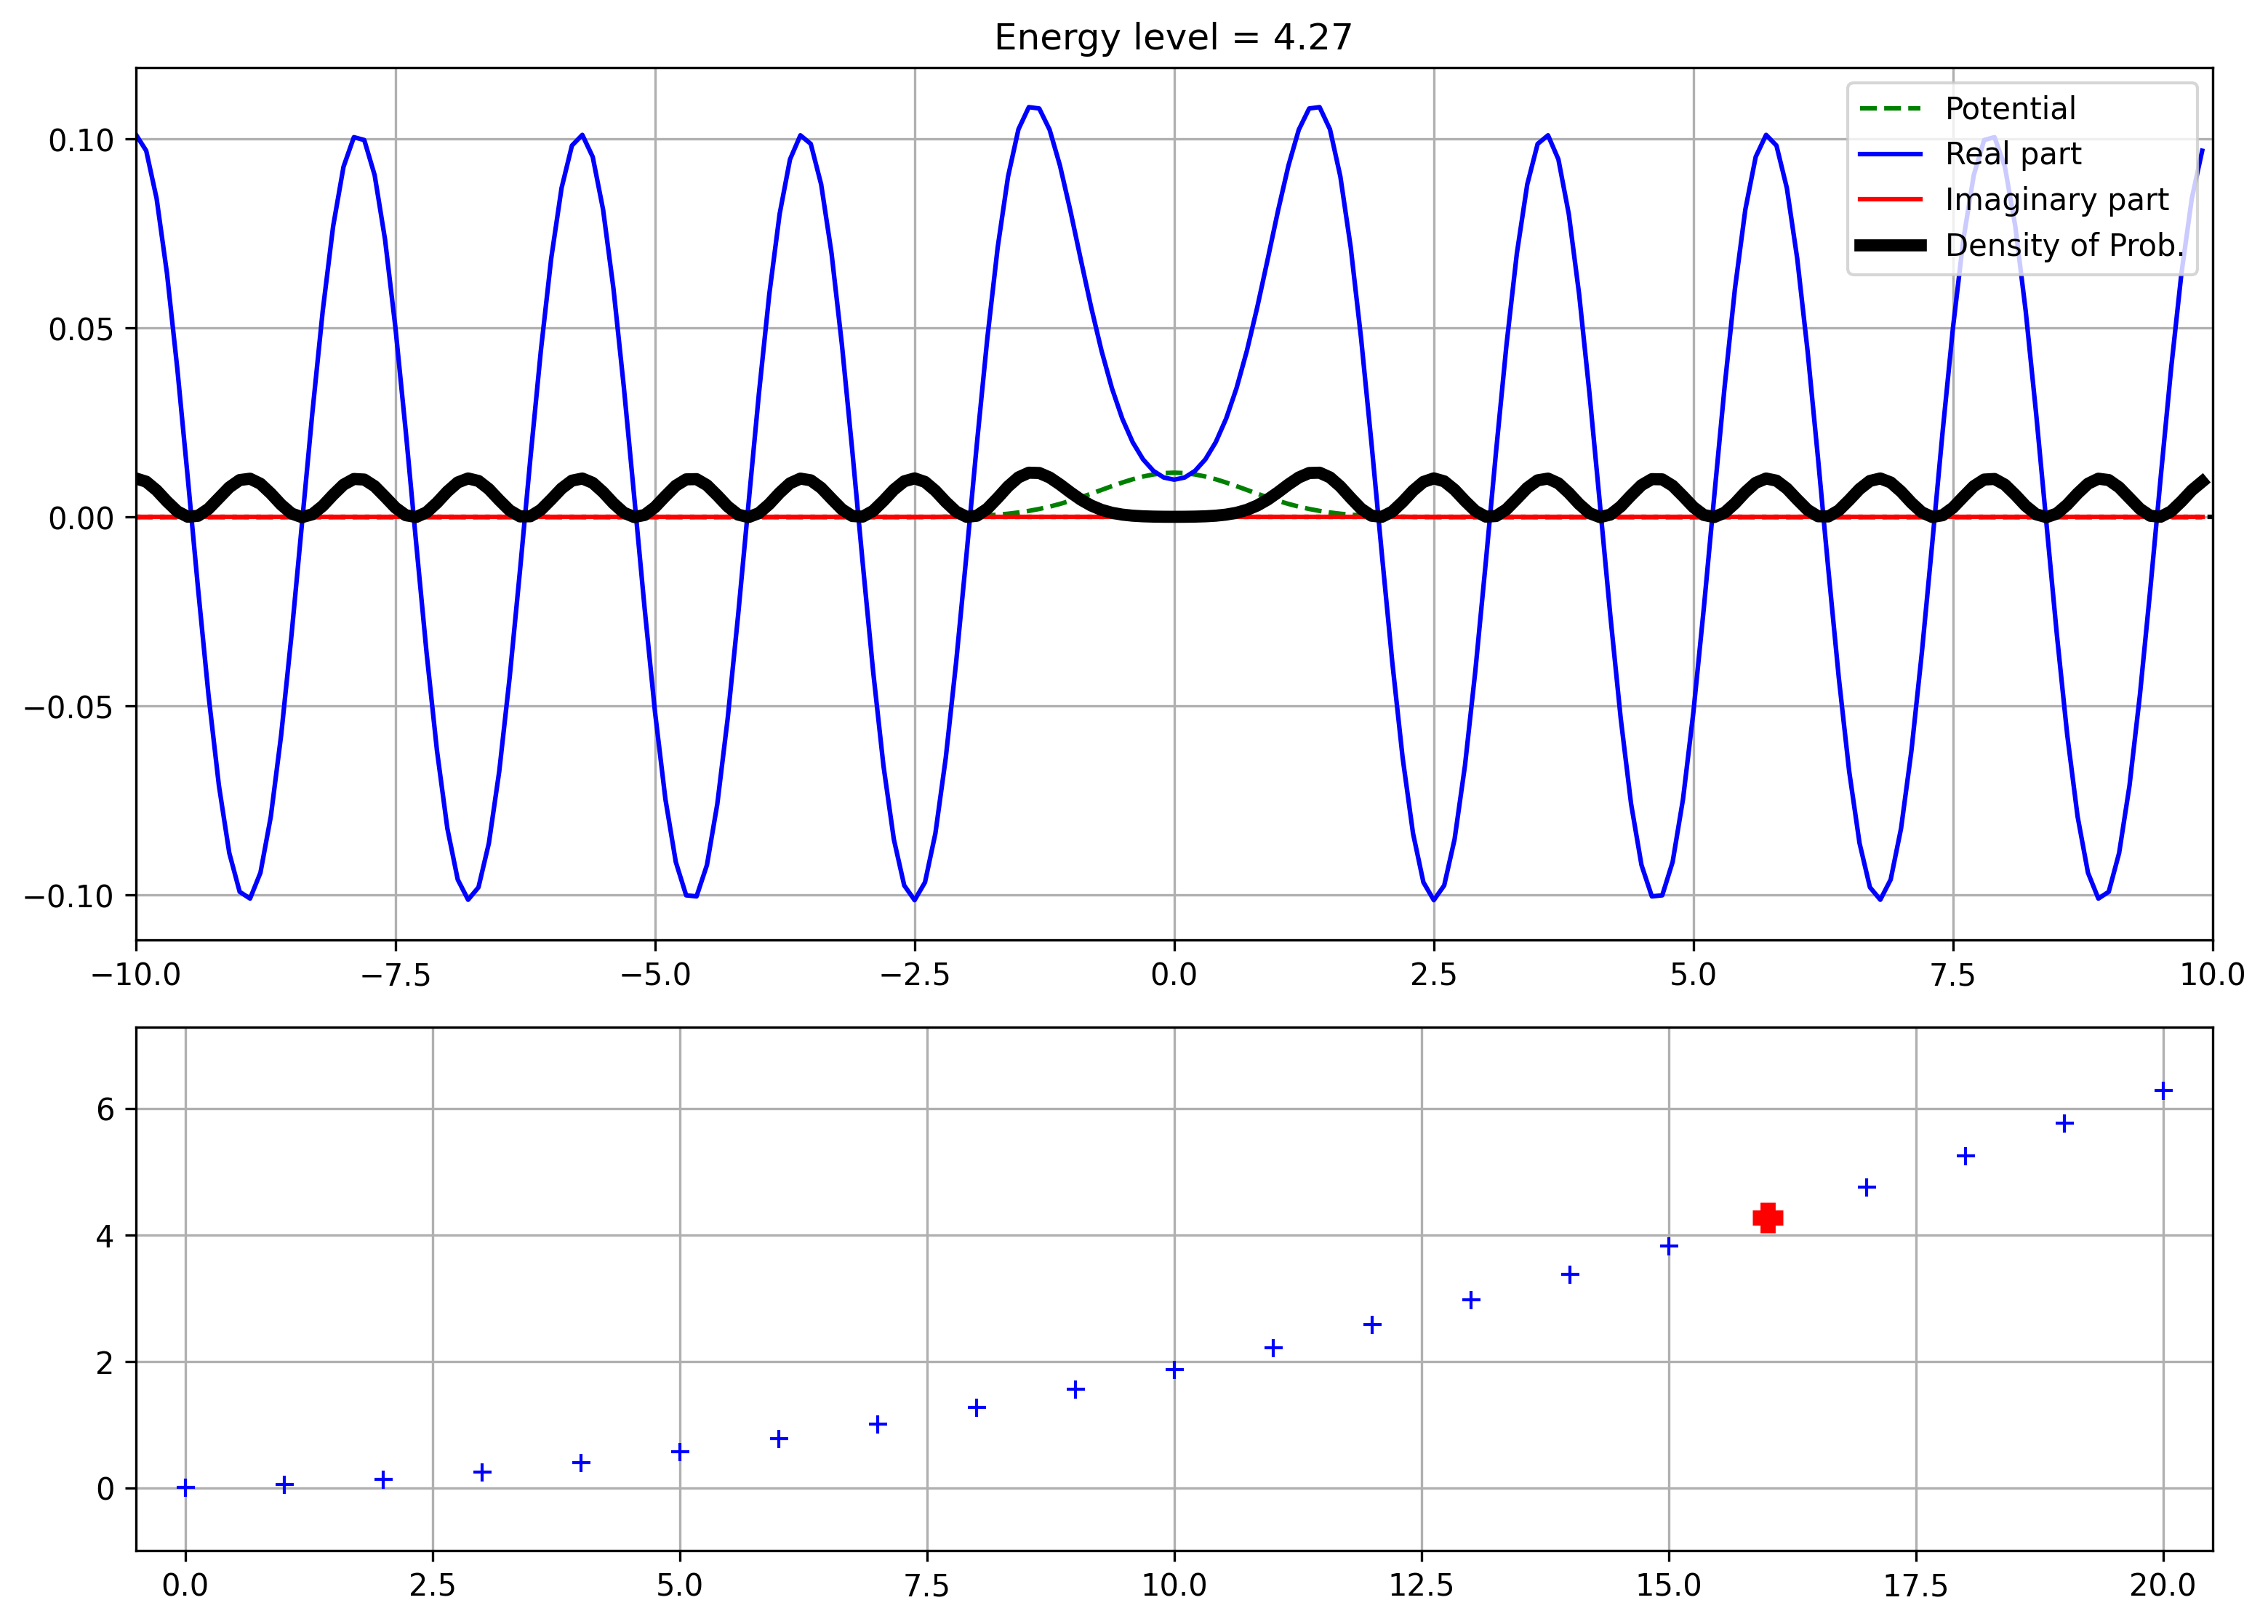 Energy level = 4.27
Potential
Real part
Imaginary part
Density of Prob.
0.10
0.05
0.00
−0.05
−0.10
−10.0 −7.5 −5.0 −2.5 0.0 2.5 5.0 7.5 10.0
6
4
2
0
0.0 2.5 5.0 7.5 10.0 12.5 15.0 17.5 20.0